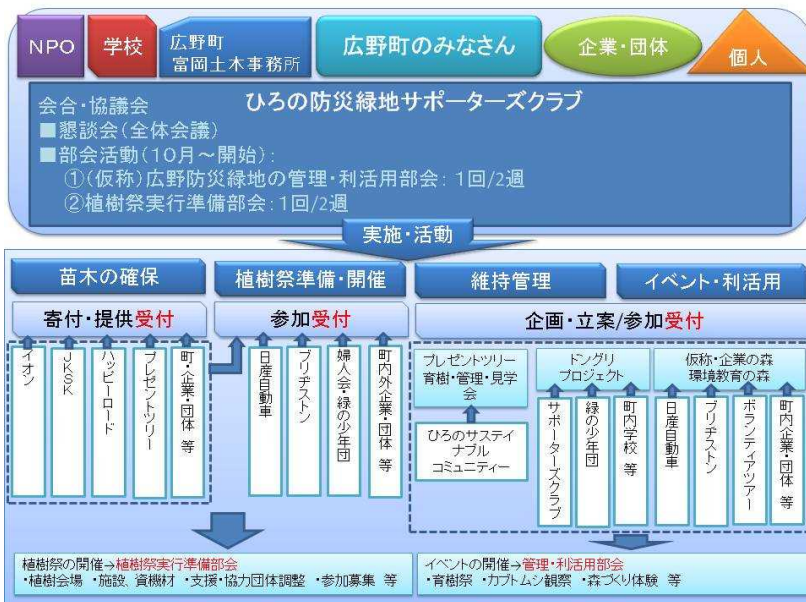 NPO
学校
広野町
富岡土木事務所
広野町のみなさん
企業・団体
個人
会合・協議会
ひろの防災緑地サポーターズクラブ
■懇談会(全体会議)
■部会活動(10月～開始):
①(仮称)広野防災緑地の管理・利活用部会: 1回/2週
②植樹祭実行準備部会: 1回/2週
実施・活動
苗木の確保
植樹祭準備・開催
維持管理
イベント・利活用
寄付・提供受付
参加受付
企画・立案/参加受付
イオン
JKSK
ハッピーロード
プレゼントツリー
町・企業・団体 等
日産自動車
ブリヂストン
婦人会・緑の少年団
町内外企業・団体 等
プレゼントツリー
育樹・管理・見学
会
ひろのサステイ
ナブル
コミュニティー
ドングリ
プロジェクト
サポーターズクラブ
緑の少年団
町内学校 等
仮称・企業の森
環境教育の森
日産自動車
ブリヂストン
ボランティアツアー
町内企業・団体 等
植樹祭の開催→植樹祭実行準備部会
・植樹会場 ・施設、資機材 ・支援・協力団体調整 ・参加募集 等
イベントの開催→管理・利活用部会
・育樹祭 ・カブトムシ観察 ・森づくり体験 等